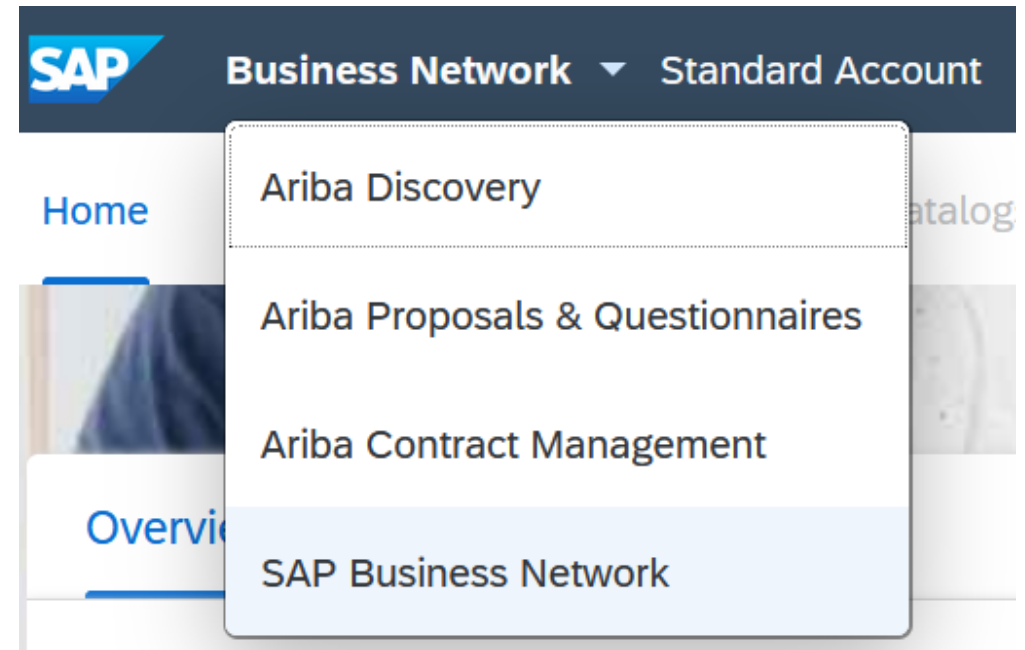 SAP Business Network Standard Account
Home
Ariba Discovery
Ariba Proposals & Questionnaires
Ariba Contract Management
SAP Business Network